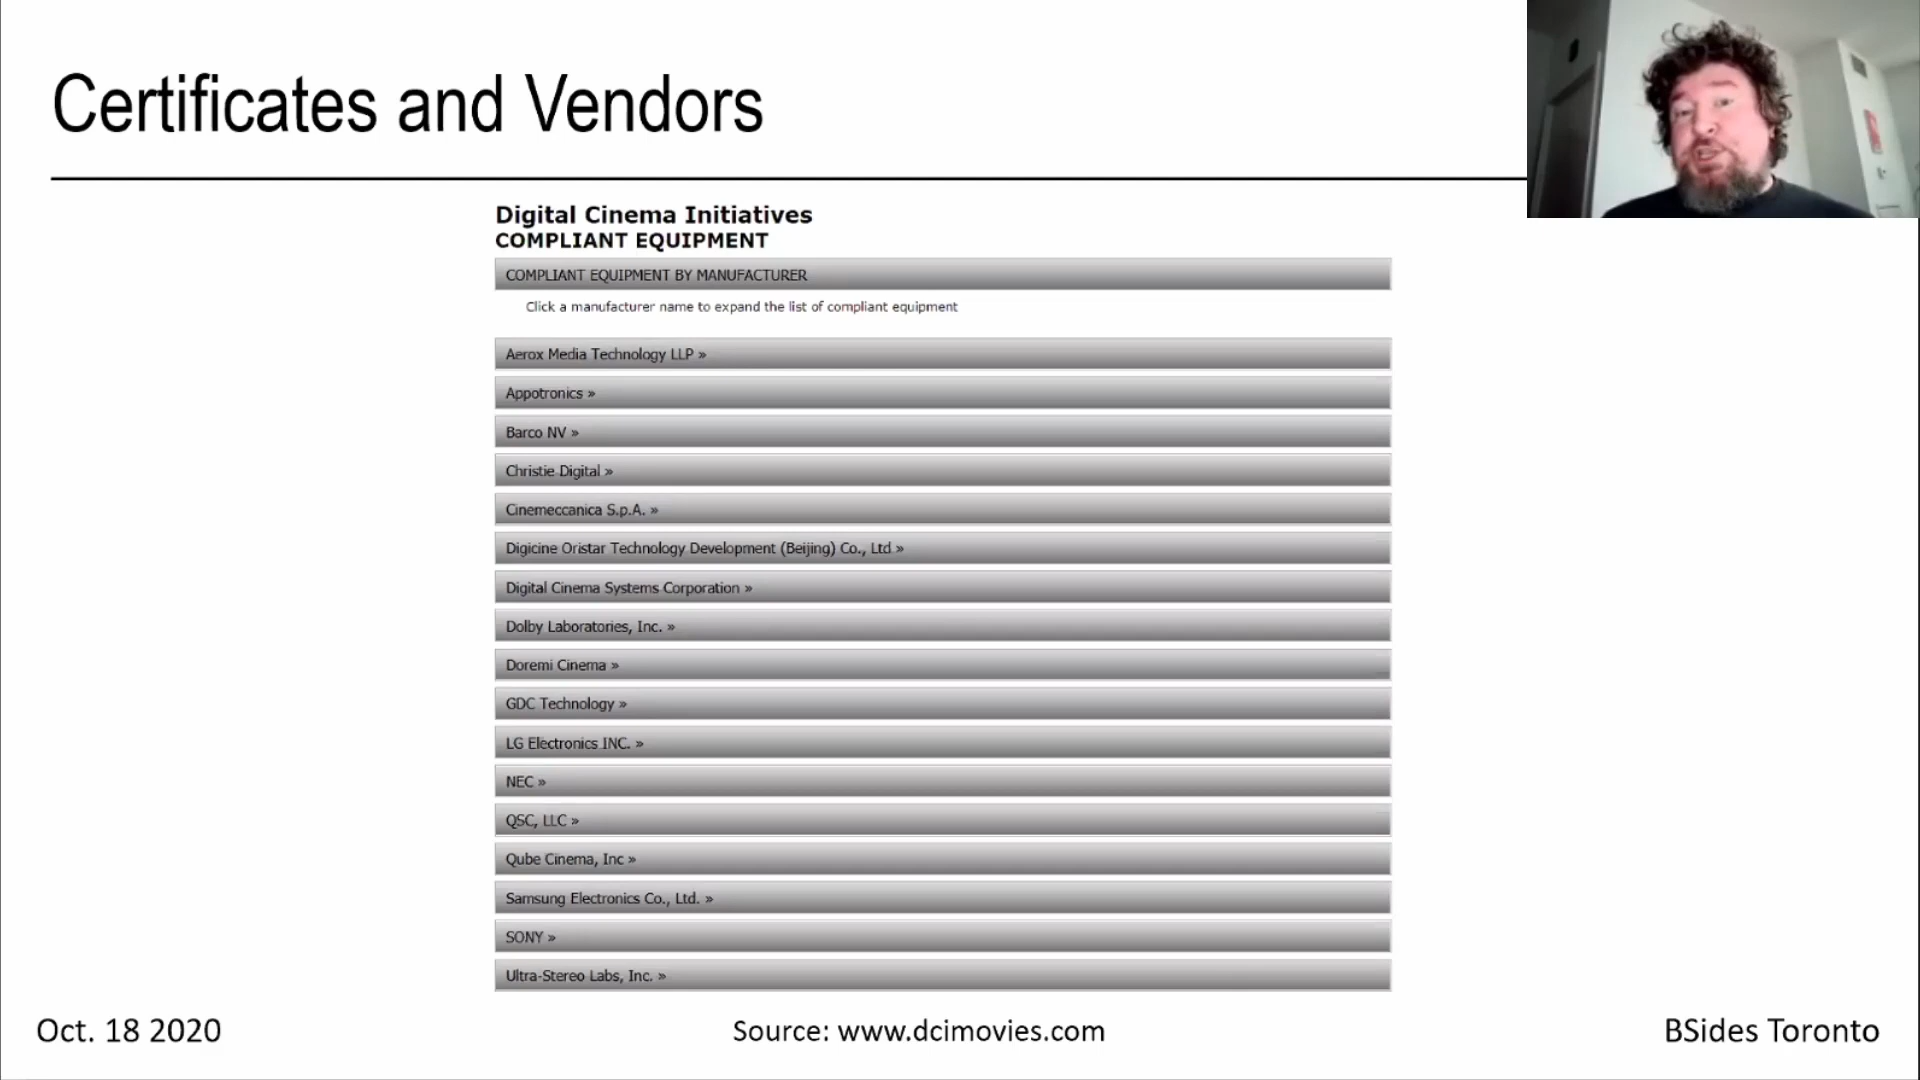 Certificates and Vendors
Digital Cinema Initiatives
COMPLIANT EQUIPMENT
COMPLIANT EQUIPMENT BY MANUFACTURER
Click a manufacturer name to expand the list of compliant equipment
Aerox Media Technology LLP »
Appotronics »
Barco NV »
Christie Digital »
Cinemeccanica S.p.A. »
Digicine Oristar Technology Development (Beijing) Co., Ltd »
Digital Cinema Systems Corporation »
Dolby Laboratories, Inc. »
Doremi Cinema »
GDC Technology »
LG Electronics INC. »
NEC »
QSC, LLC »
Qube Cinema, Inc »
Samsung Electronics Co., Ltd. »
SONY »
Ultra-Stereo Labs, Inc. »
Oct. 18 2020
Source: www.dcimovies.com
BSides Toronto